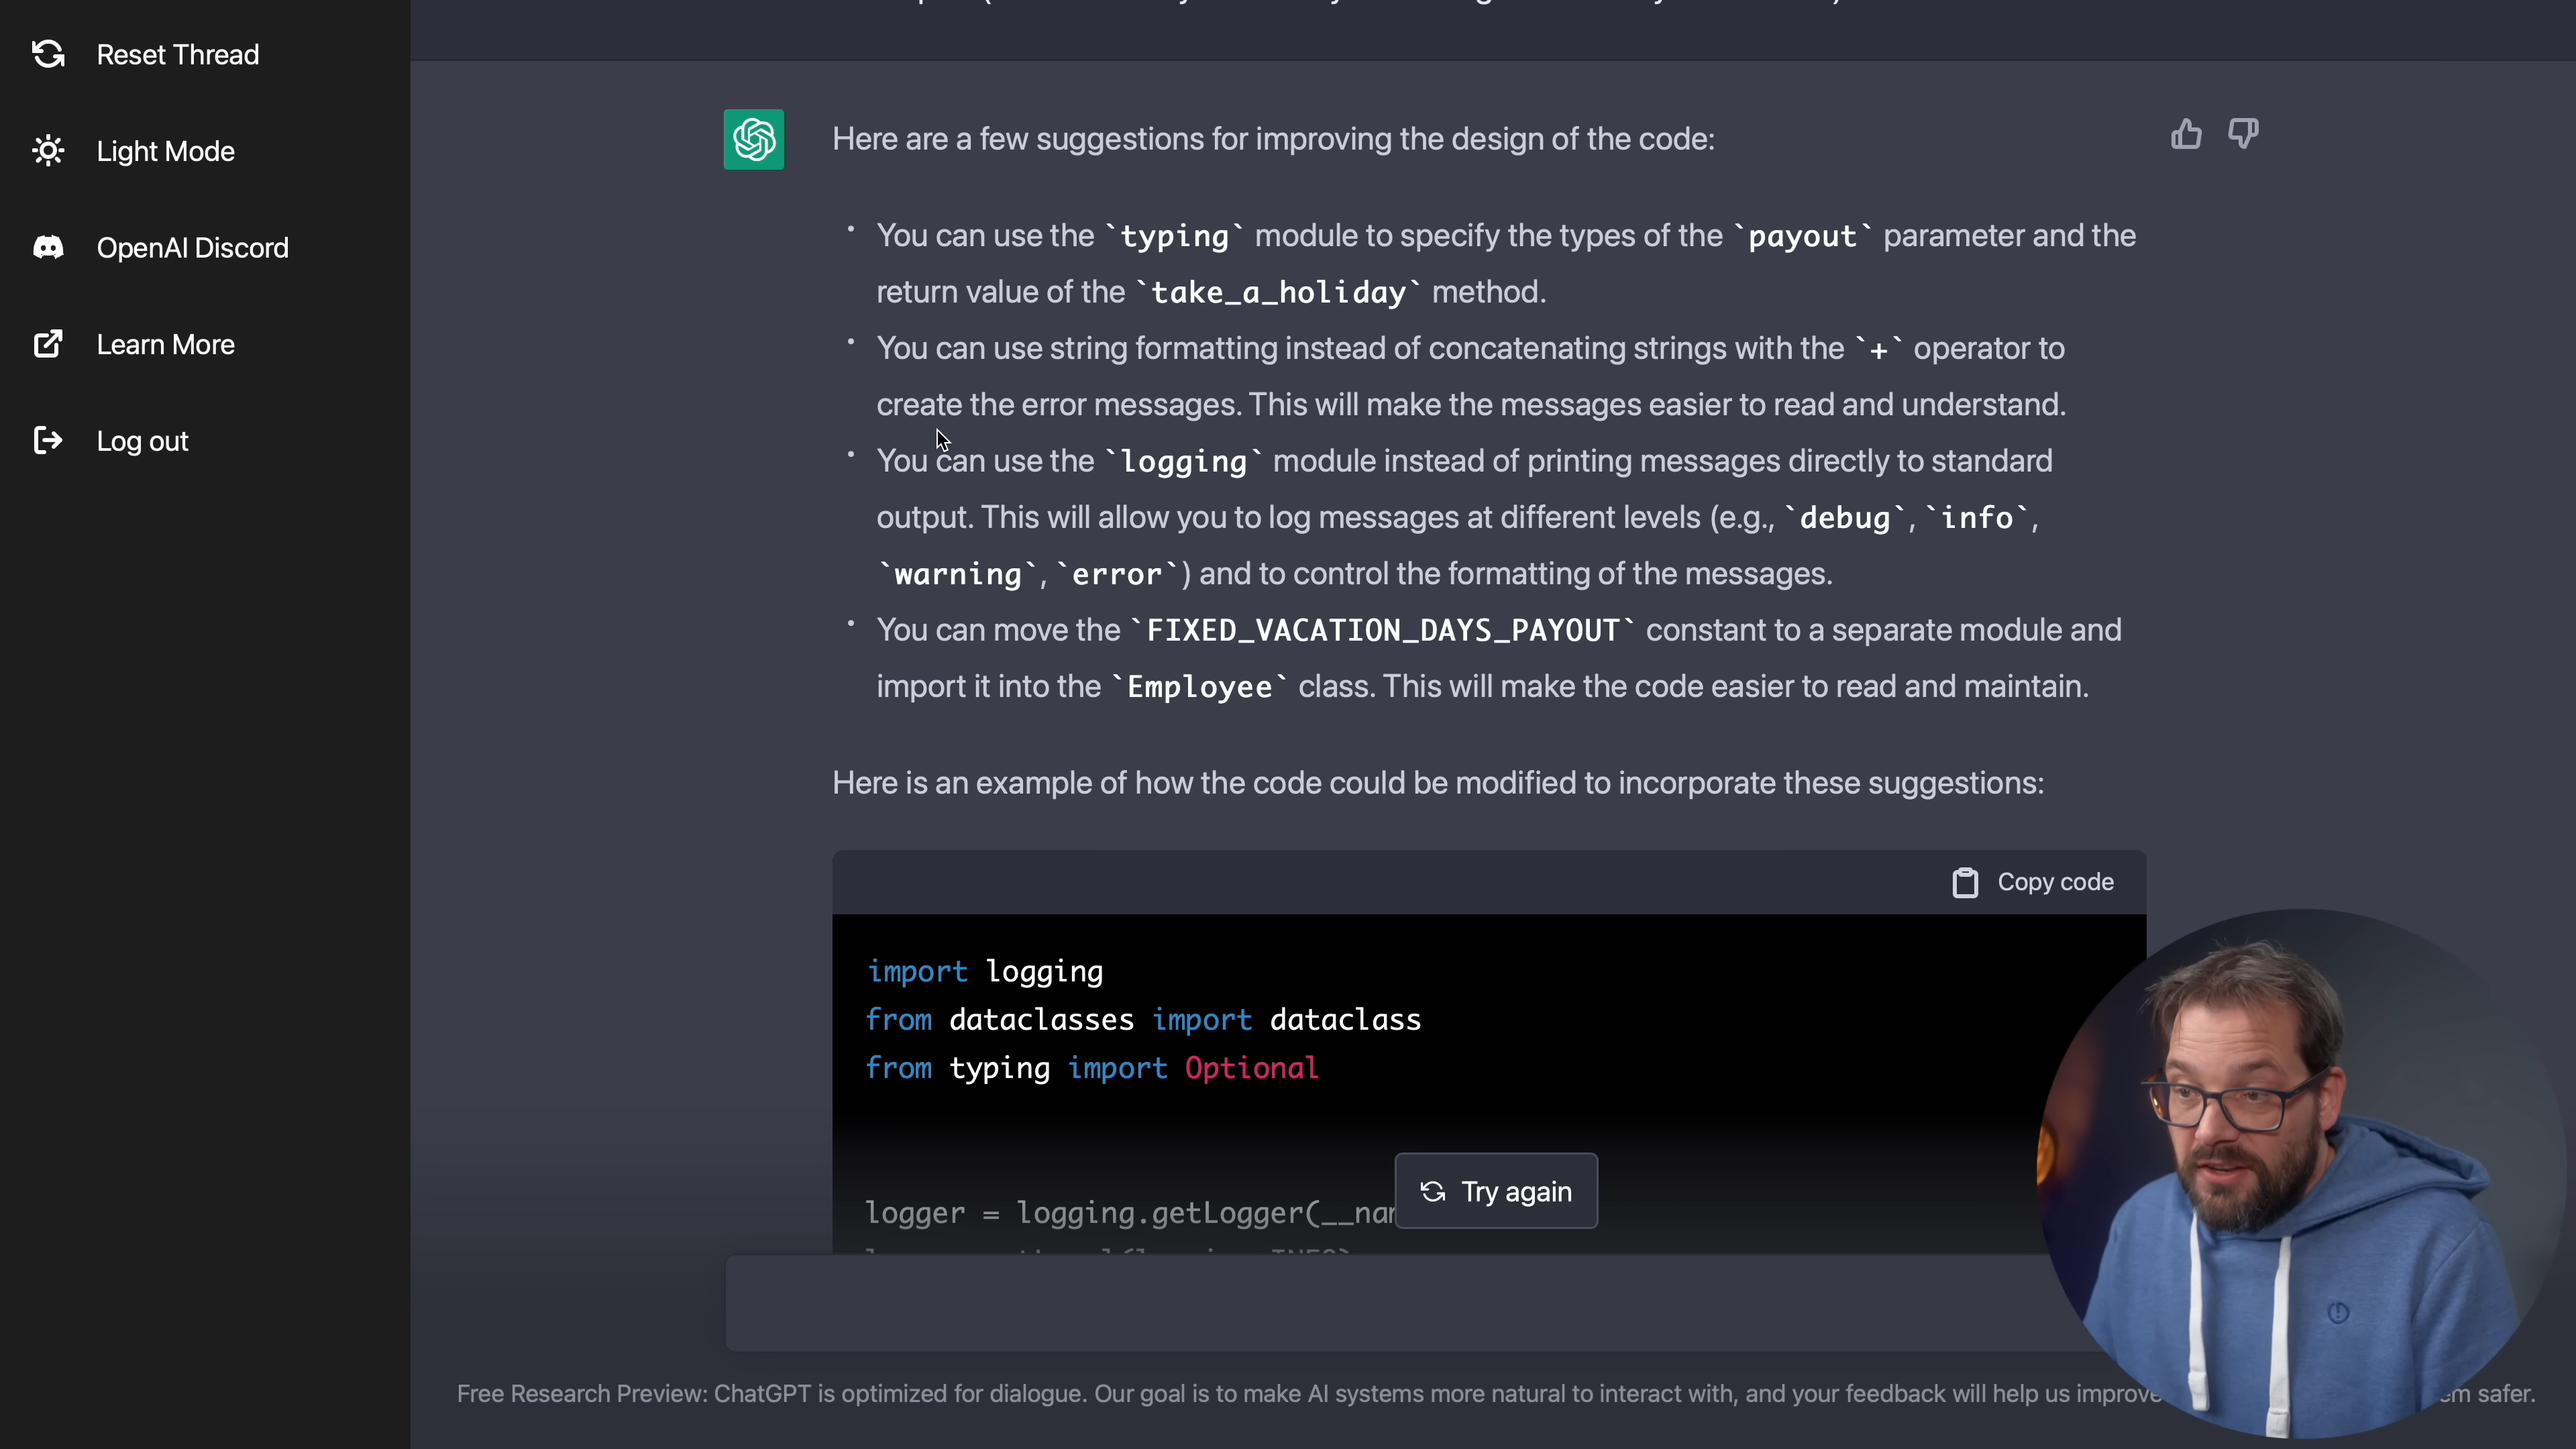 Reset Thread
Light Mode
OpenAI Discord
Learn More
Log out
Here are a few suggestions for improving the design of the code:
• You can use the `typing` module to specify the types of the `payout` parameter and the
return value of the `take_a_holiday` method.
• You can use string formatting instead of concatenating strings with the `+` operator to
create the error messages. This will make the messages easier to read and understand.
• You can use the `logging` module instead of printing messages directly to standard
output. This will allow you to log messages at different levels (e.g., `debug`, `info`,
`warning`, `error`) and to control the formatting of the messages.
• You can move the `FIXED_VACATION_DAYS_PAYOUT` constant to a separate module and
import it into the `Employee` class. This will make the code easier to read and maintain.
Here is an example of how the code could be modified to incorporate these suggestions:
Copy code
import logging
from dataclasses import dataclass
from typing import Optional
logger = logging.getLogger(__nam
Try again
Free Research Preview: ChatGPT is optimized for dialogue. Our goal is to make AI systems more natural to interact with, and your feedback will help us improve em safer.